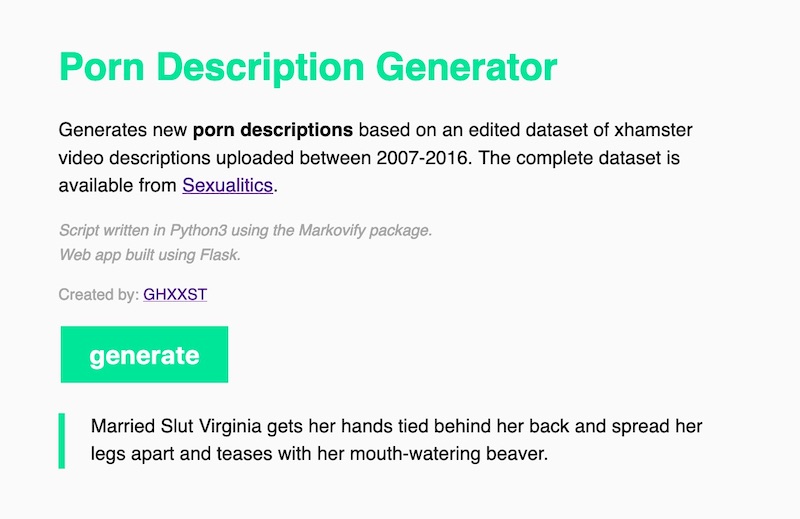 Porn Description Generator
Generates new porn descriptions based on an edited dataset of xhamster
video descriptions uploaded between 2007-2016. The complete dataset is
available from Sexualitics.
Script written in Python3 using the Markovify package.
Web app built using Flask.
Created by: GHXXST
generate
Married Slut Virginia gets her hands tied behind her back and spread her
legs apart and teases with her mouth-watering beaver.